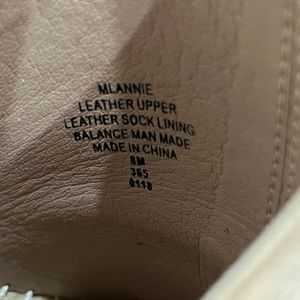 MLANNIE
LEATHER UPPER
LEATHER SOCK LINING
BALANCE MAN MADE
MADE IN CHINA
8M
365
0118